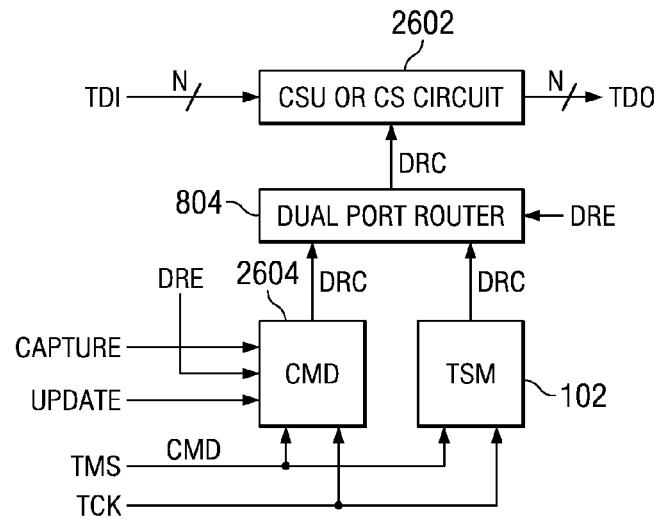 2602
TDI N CSU OR CS CIRCUIT N TDO
DRC
804 DUAL PORT ROUTER DRE
DRE 2604 DRC DRC
CAPTURE
CMD TSM
UPDATE 102
TMS CMD
TCK